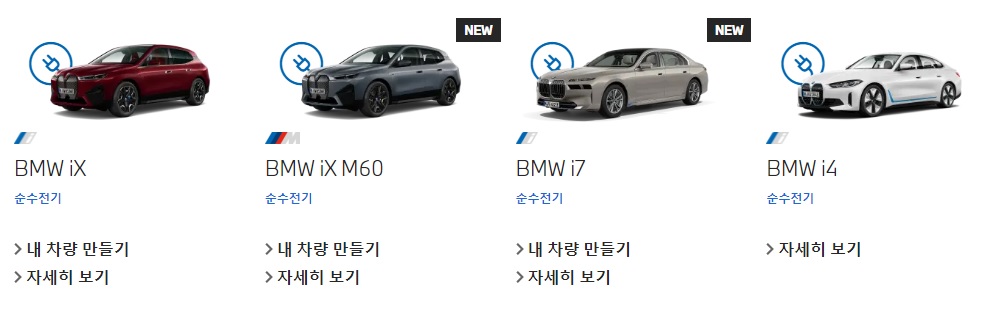 NEW
NEW
BMW iX
순수전기
내 차량 만들기
자세히 보기
BMW iX M60
순수전기
내 차량 만들기
자세히 보기
BMW i7
순수전기
내 차량 만들기
자세히 보기
BMW i4
순수전기
자세히 보기